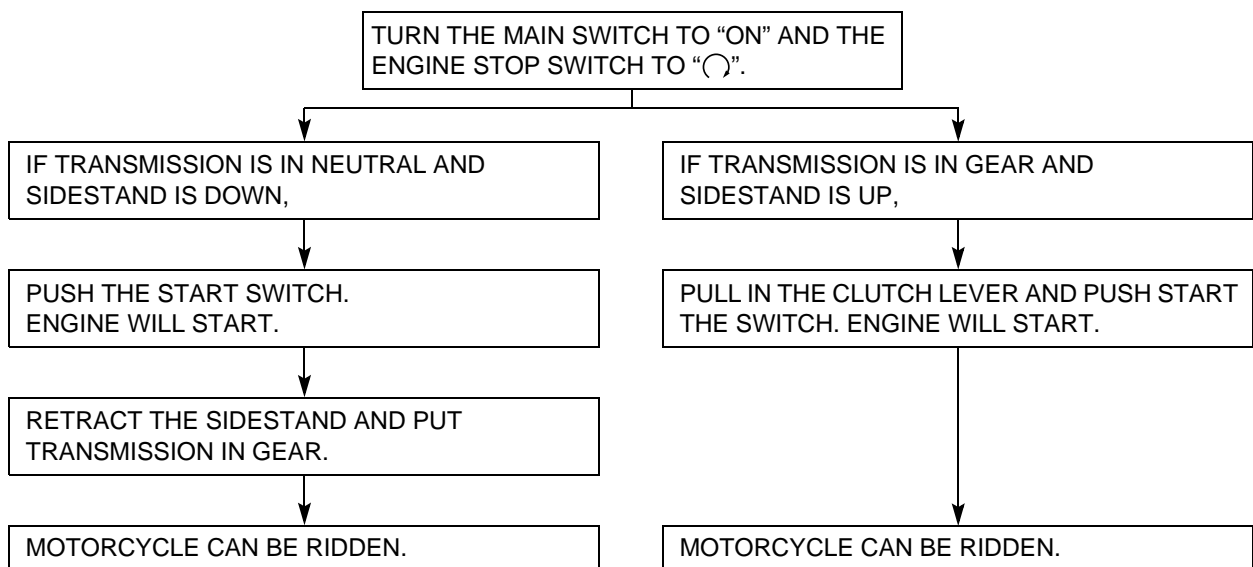 TURN THE MAIN SWITCH TO “ON” AND THE
ENGINE STOP SWITCH TO “”.
IF TRANSMISSION IS IN NEUTRAL AND
SIDESTAND IS DOWN,
PUSH THE START SWITCH.
ENGINE WILL START.
RETRACT THE SIDESTAND AND PUT
TRANSMISSION IN GEAR.
MOTORCYCLE CAN BE RIDDEN.
IF TRANSMISSION IS IN GEAR AND
SIDESTAND IS UP,
PULL IN THE CLUTCH LEVER AND PUSH START
THE SWITCH. ENGINE WILL START.
MOTORCYCLE CAN BE RIDDEN.